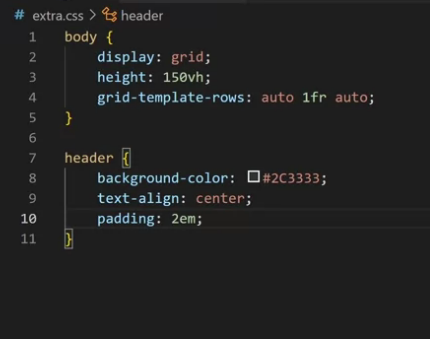 # extra.css > header
1 body {
2 display: grid;
3 height: 150vh;
4 grid-template-rows: auto 1fr auto;
5 }
6
7 header {
8 background-color: #2C3333;
9 text-align: center;
10 padding: 2em;
11 }